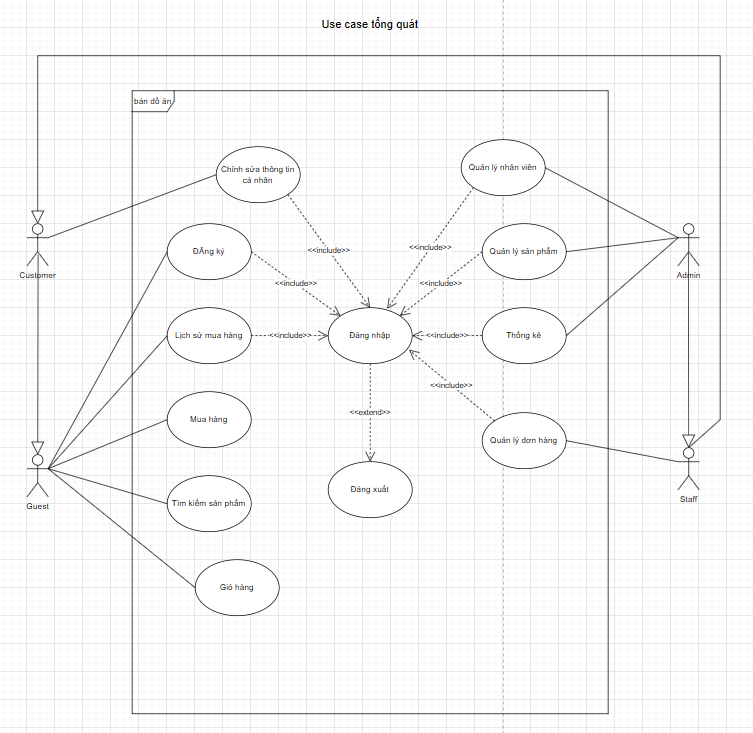 Use case tổng quát
bán đồ ăn
Chỉnh sửa thông tin
cá nhân
Quản lý nhân viên
ĐĂng ký
<<include>>
<<include>>
Quản lý sản phẩm
Customer
<<include>>
<<include>>
Admin
Lịch sử mua hàng
<<include>>
Đăng nhập
<<include>>
Thống kê
<<include>>
Mua hàng
<<extend>>
Quản lý đơn hàng
Tìm kiếm sản phẩm
Đăng xuất
Guest
Staff
Giỏ hàng